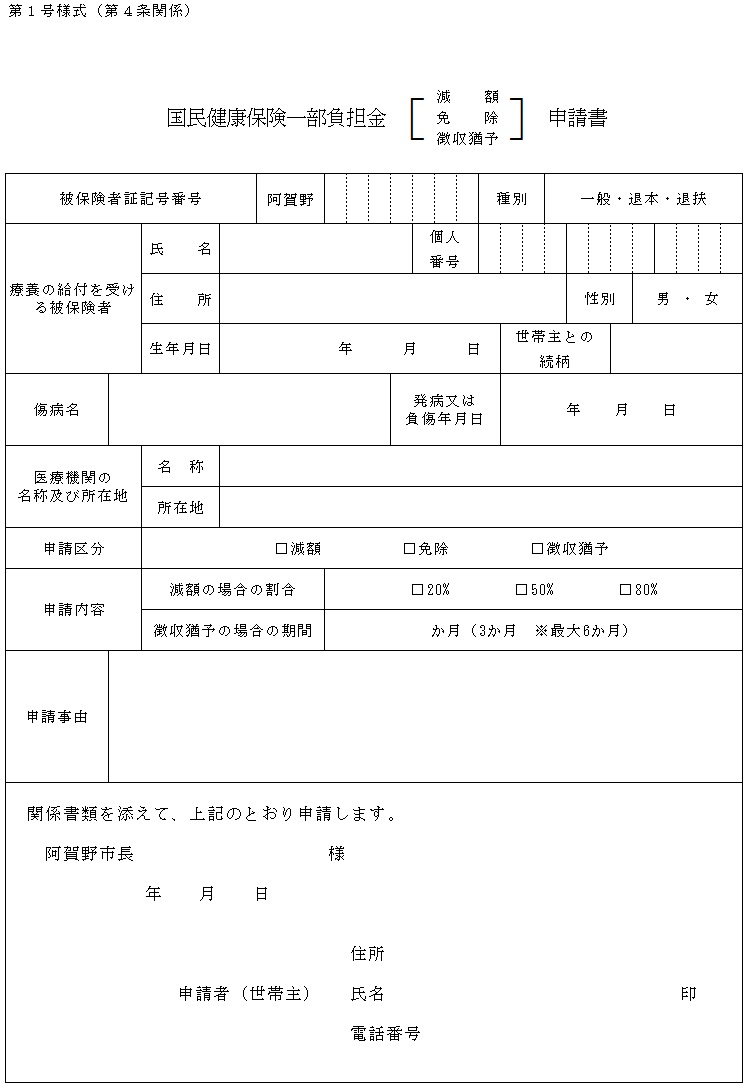 第１号様式（第４条関係）
減　　額
国民健康保険一部負担金　免　　除　申請書
徴収猶予
被保険者証記号番号　阿賀野　種別　一般・退本・退扶
療養の給付を受ける被保険者
氏　　名
個人番号
住　　所
性別　男 ・ 女
生年月日　年　　月　　日
世帯主との続柄
傷病名
発病又は
負傷年月日
年　　月　　日
医療機関の
名称及び所在地
名　称
所在地
申請区分　□減額　□免除　□徴収猶予
申請内容
減額の場合の割合　□20%　□50%　□80%
徴収猶予の場合の期間　か月（3か月　※最大6か月）
申請事由
関係書類を添えて、上記のとおり申請します。
阿賀野市長　　　様
年　　月　　日
住所
申請者（世帯主）　氏名　　　印
電話番号